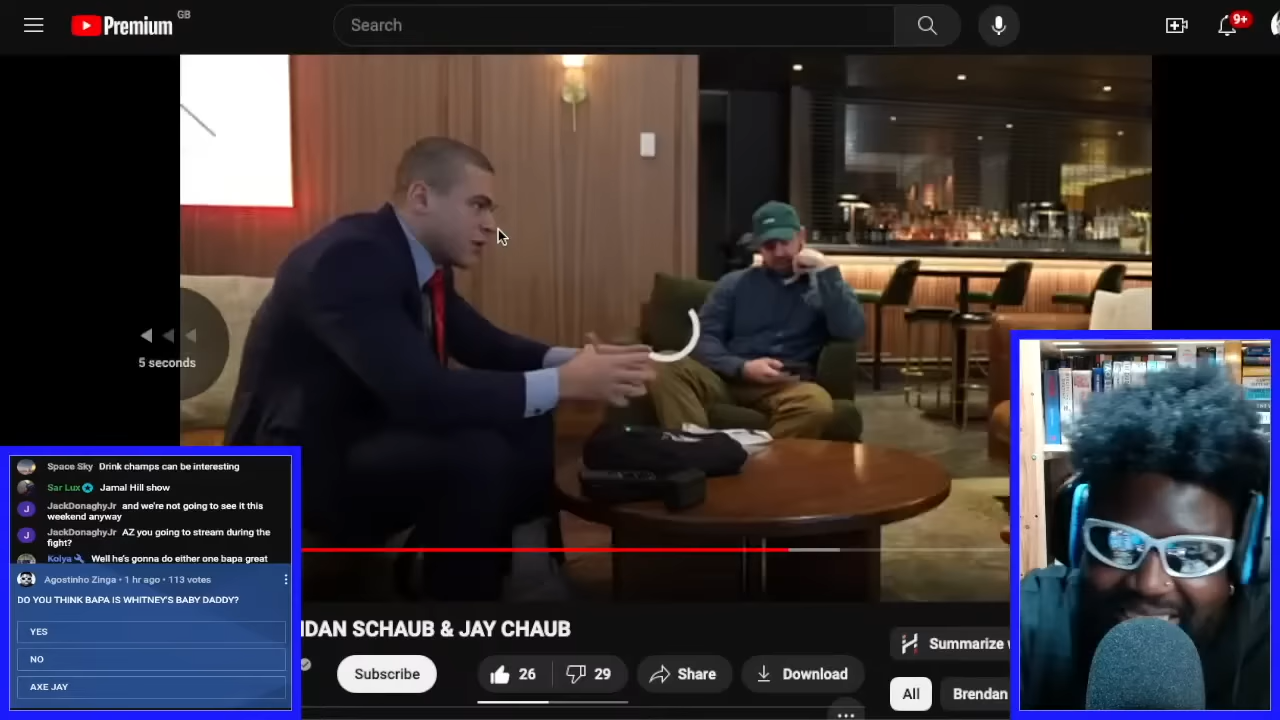 Premium GB
Search
9+
5 seconds
Space Sky Drink champs can be interesting
Sar Lux Jamal Hill show
JackDonaghyJr and we're not going to see it this
weekend anyway
JackDonaghyJr AZ you going to stream during the
fight?
Kolya Well he's gonna do either one bapa great
Agostinho Zinga • 1 hr ago • 113 votes
DO YOU THINK BAPA IS WHITNEY'S BABY DADDY?
YES
NO
AXE JAY
DAN SCHAUB & JAY CHAUB
Subscribe
26
29
Share
Download
Summarize
All
Brendan